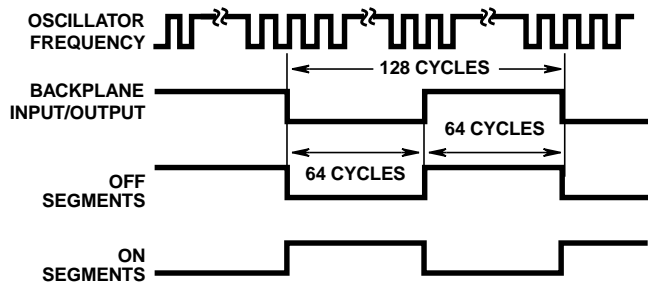 OSCILLATOR
FREQUENCY
128 CYCLES
BACKPLANE
INPUT/OUTPUT
64 CYCLES
64 CYCLES
OFF
SEGMENTS
ON
SEGMENTS